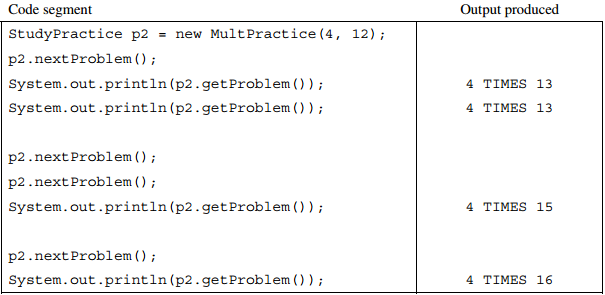 Code segment Output produced
StudyPractice p2 = new MultPractice(4, 12);
p2.nextProblem();
System.out.println(p2.getProblem()); 4 TIMES 13
System.out.println(p2.getProblem()); 4 TIMES 13
p2.nextProblem();
p2.nextProblem();
System.out.println(p2.getProblem()); 4 TIMES 15
p2.nextProblem();
System.out.println(p2.getProblem()); 4 TIMES 16